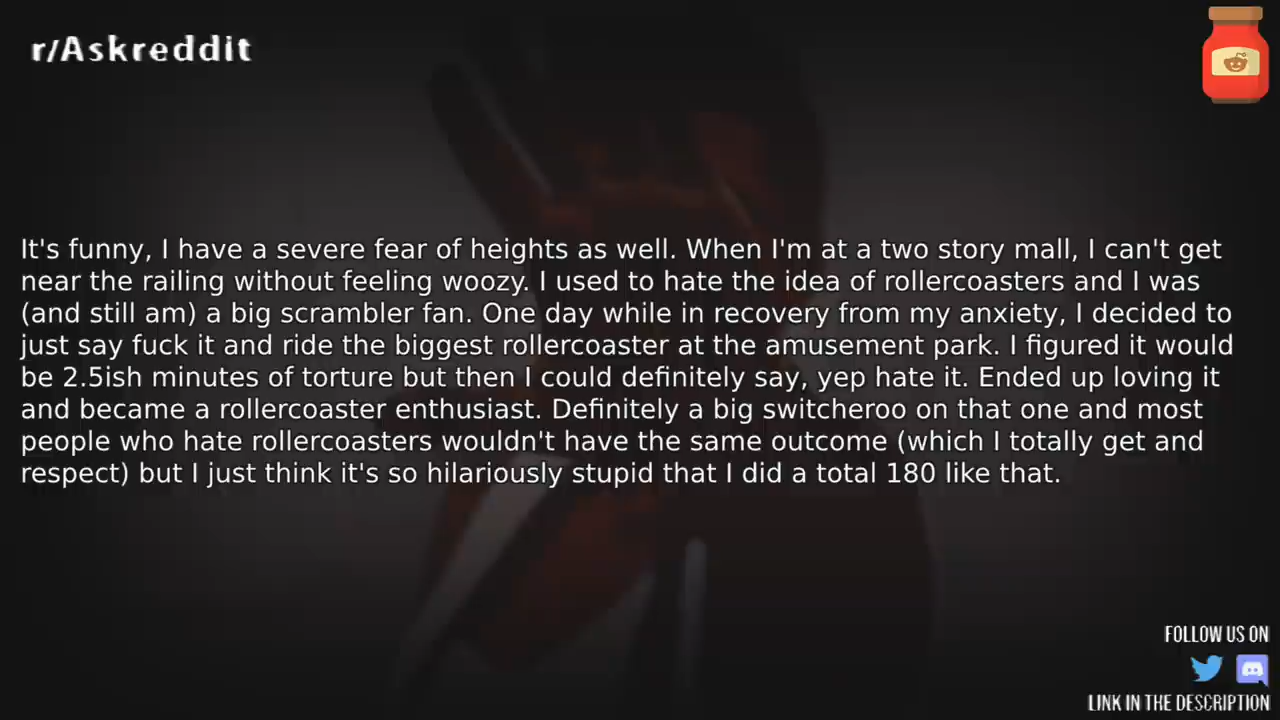 r/Askreddit
It's funny, I have a severe fear of heights as well. When I'm at a two story mall, I can't get
near the railing without feeling woozy. I used to hate the idea of rollercoasters and I was
(and still am) a big scrambler fan. One day while in recovery from my anxiety, I decided to
just say fuck it and ride the biggest rollercoaster at the amusement park. I figured it would
be 2.5ish minutes of torture but then I could definitely say, yep hate it. Ended up loving it
and became a rollercoaster enthusiast. Definitely a big switcheroo on that one and most
people who hate rollercoasters wouldn't have the same outcome (which I totally get and
respect) but I just think it's so hilariously stupid that I did a total 180 like that.
FOLLOW US ON
LINK IN THE DESCRIPTION